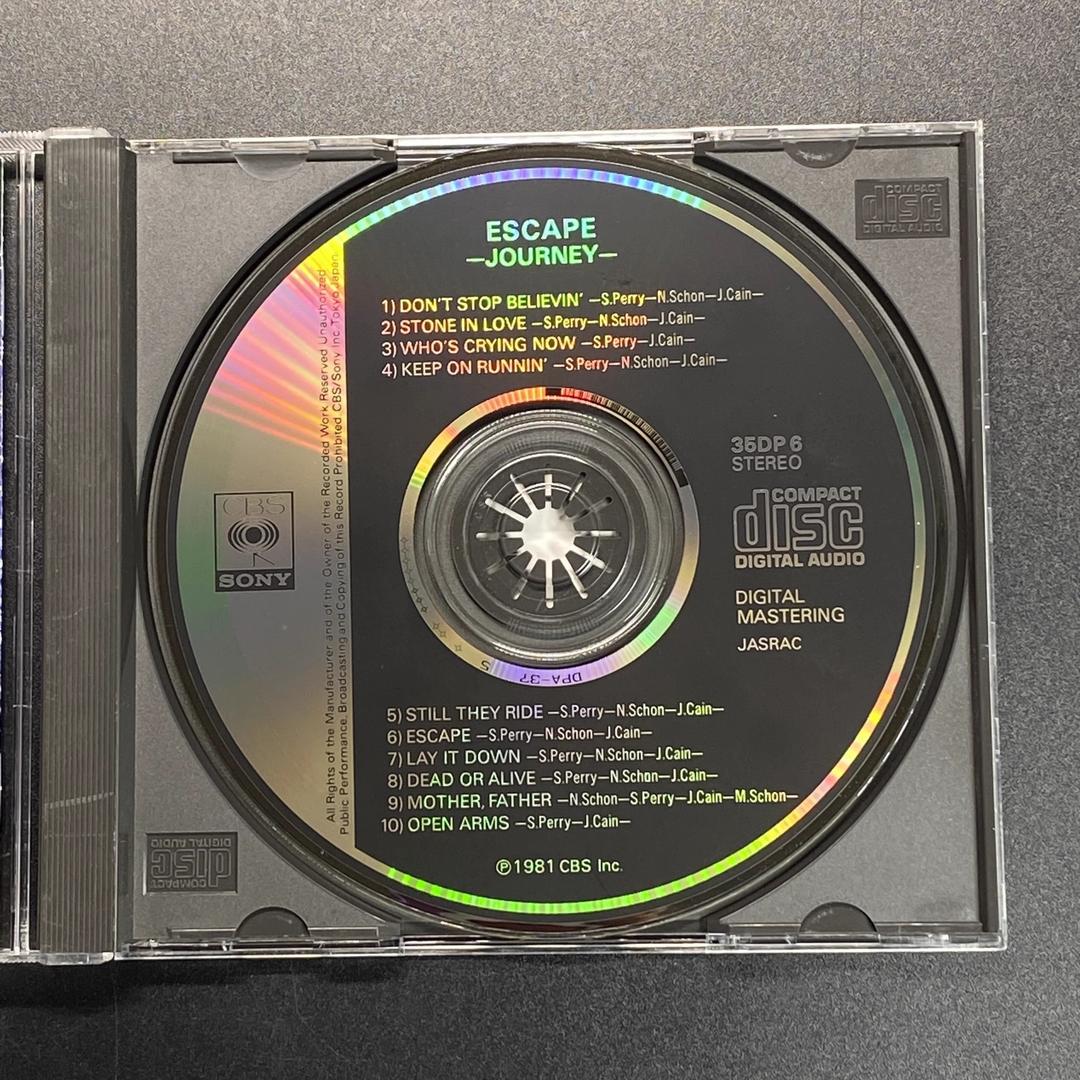 COMPACT
disc
DIGITAL AUDIO
ESCAPE
—JOURNEY—
1) DON'T STOP BELIEVIN' —S.Perry—N.Schon—J.Cain—
2) STONE IN LOVE —S.Perry—N.Schon—J.Cain—
3) WHO'S CRYING NOW —S.Perry—J.Cain—
4) KEEP ON RUNNIN' —S.Perry—N.Schon—J.Cain—
All Rights of the Manufacturer and of the Owner of the Recorded Work Reserved Unauthorized
Public Performance. Broadcasting and Copying of this Record Prohibited CBS/Sony Inc. Tokyo Japan.
CBS
SONY
35DP 6
STEREO
COMPACT
disc
DIGITAL AUDIO
DIGITAL
MASTERING
JASRAC
DPA-37
5
5) STILL THEY RIDE —S.Perry—N.Schon—J.Cain—
6) ESCAPE —S.Perry—N.Schon—J.Cain—
7) LAY IT DOWN —S.Perry—N.Schon—J.Cain—
8) DEAD OR ALIVE —S.Perry—N.Schon—J.Cain—
9) MOTHER, FATHER —N.Schon—S.Perry—J.Cain—M.Schon—
10) OPEN ARMS —S.Perry—J.Cain—
℗1981 CBS Inc.
COMPACT
disc
DIGITAL AUDIO